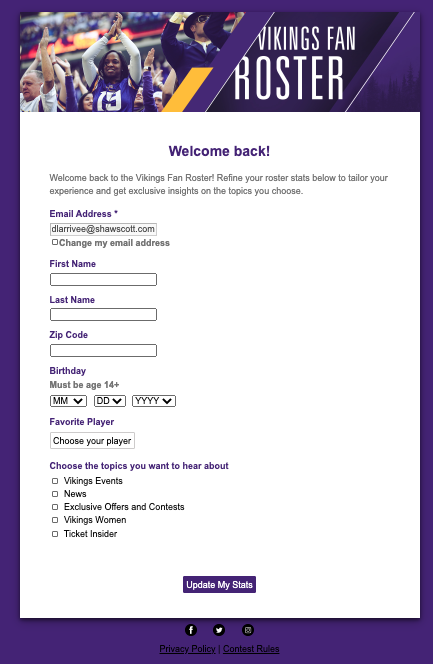 VIKINGS FAN
ROSTER
Welcome back!
Welcome back to the Vikings Fan Roster! Refine your roster stats below to tailor your
experience and get exclusive insights on the topics you choose.
Email Address *
dlarrivee@shawscott.com
Change my email address
First Name
Last Name
Zip Code
Birthday
Must be age 14+
MM DD YYYY
Favorite Player
Choose your player
Choose the topics you want to hear about
Vikings Events
News
Exclusive Offers and Contests
Vikings Women
Ticket Insider
Update My Stats
Privacy Policy | Contest Rules